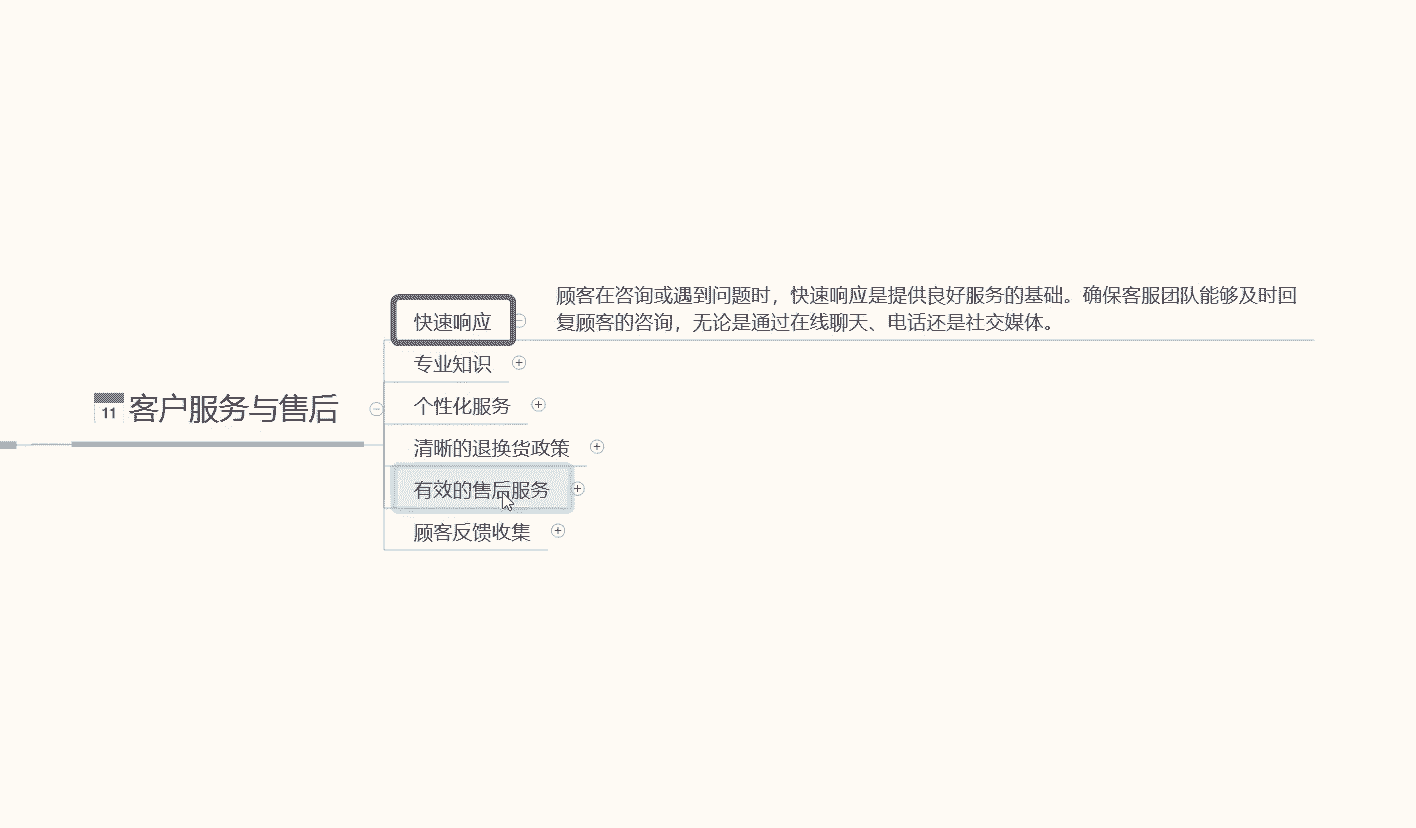 11 客户服务与售后
快速响应
顾客在咨询或遇到问题时，快速响应是提供良好服务的基础。确保客服团队能够及时回
复顾客的咨询，无论是通过在线聊天、电话还是社交媒体。
专业知识
个性化服务
清晰的退换货政策
有效的售后服务
顾客反馈收集